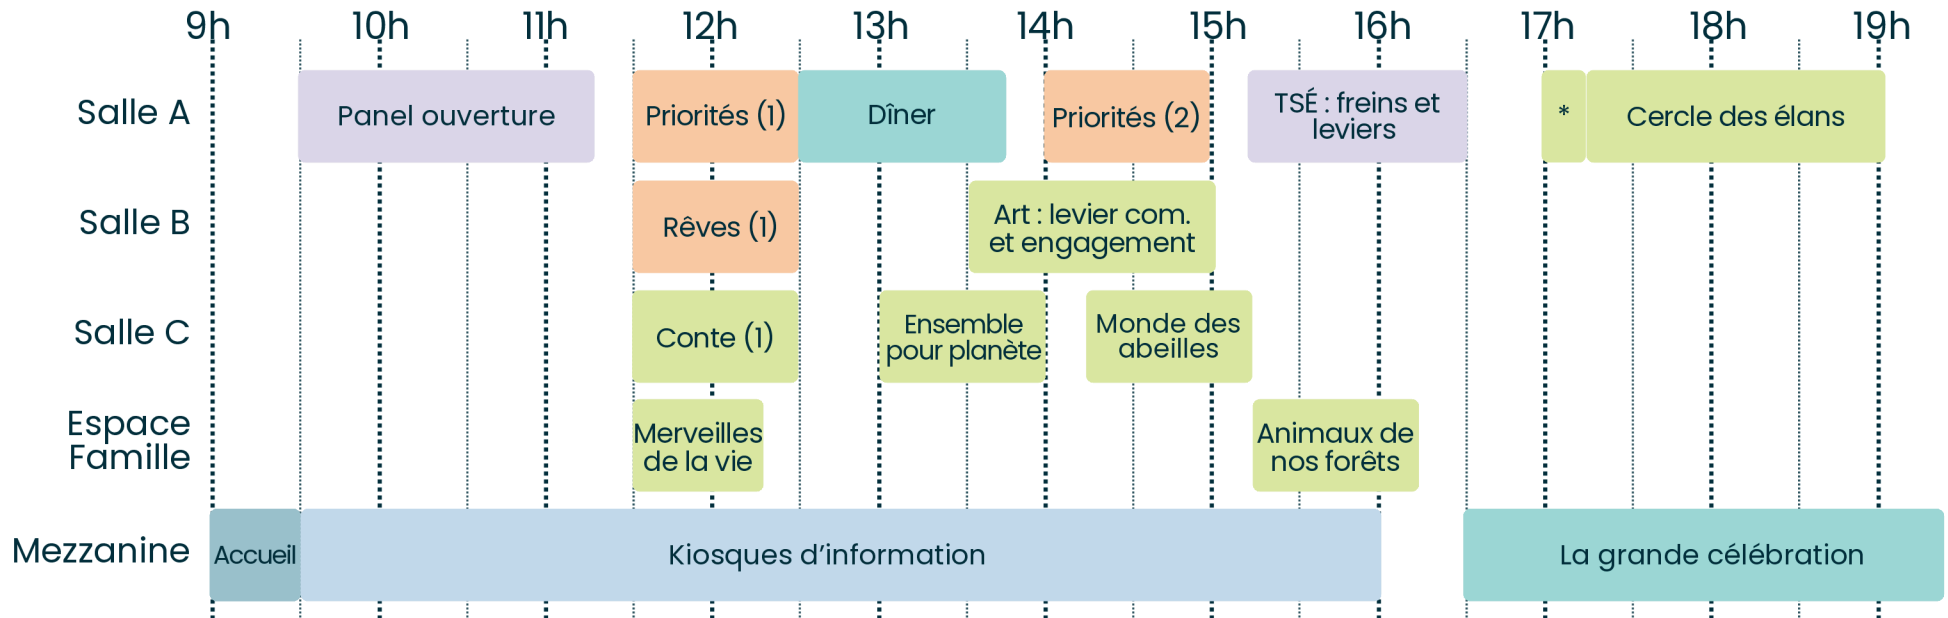 9h 10h 11h 12h 13h 14h 15h 16h 17h 18h 19h
Salle A
Panel ouverture
Priorités (1)
Dîner
Priorités (2)
TSÉ : freins et
leviers
*
Cercle des élans
Salle B
Rêves (1)
Art : levier com.
et engagement
Salle C
Conte (1)
Ensemble
pour planète
Monde des
abeilles
Espace
Famille
Merveilles
de la vie
Animaux de
nos forêts
Mezzanine
Accueil
Kiosques d’information
La grande célébration